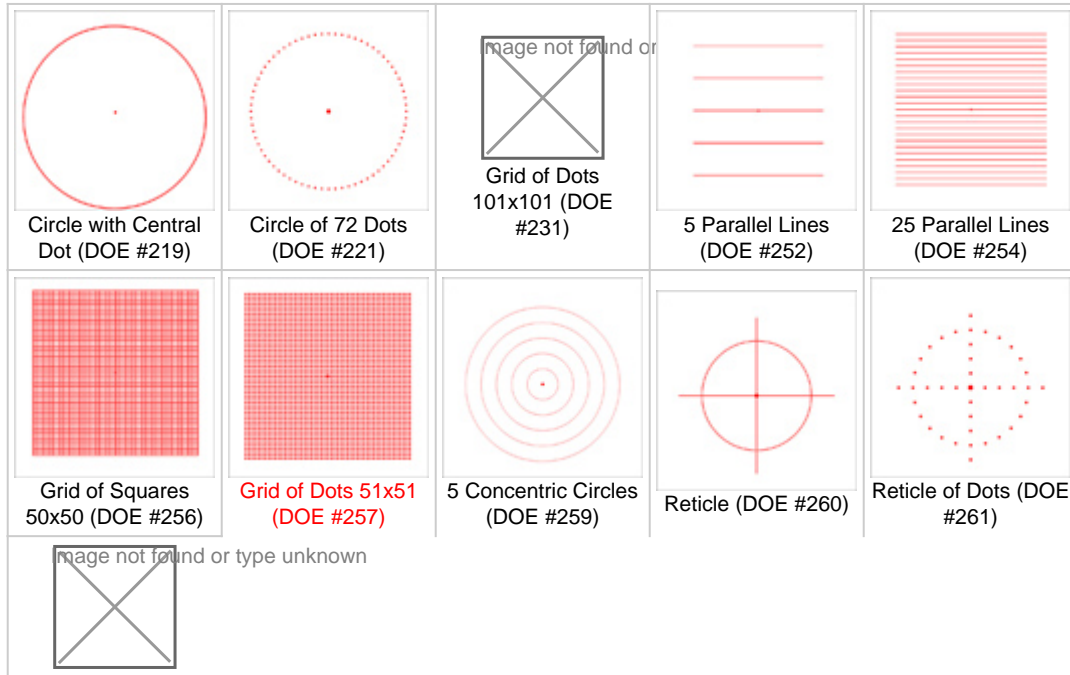 Image not found or
Circle with Central
Dot (DOE #219)
Circle of 72 Dots
(DOE #221)
Grid of Dots
101x101 (DOE
#231)
5 Parallel Lines
(DOE #252)
25 Parallel Lines
(DOE #254)
Grid of Squares
50x50 (DOE #256)
Grid of Dots 51x51
(DOE #257)
5 Concentric Circles
(DOE #259)
Reticle (DOE #260)
Reticle of Dots (DOE
#261)
Image not found or type unknown